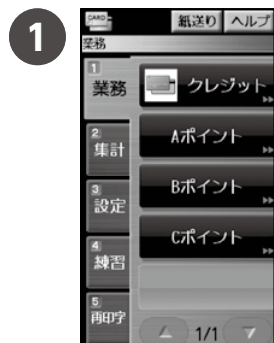 1
CARD 紙送り ヘルプ
業務
1 業務
クレジット
2 集計
Aポイント
3 設定
Bポイント
4 練習
Cポイント
5 再印字
1/1